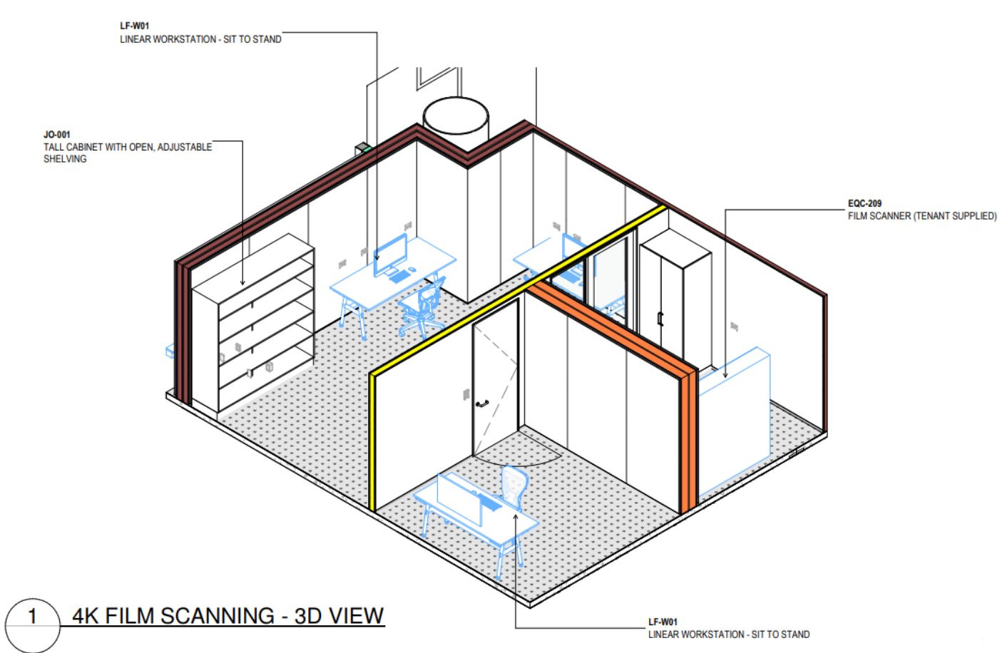 LF-W01
LINEAR WORKSTATION - SIT TO STAND
JO-001
TALL CABINET WITH OPEN, ADJUSTABLE
SHELVING
EQC-209
FILM SCANNER (TENANT SUPPLIED)
1
4K FILM SCANNING - 3D VIEW
LF-W01
LINEAR WORKSTATION - SIT TO STAND